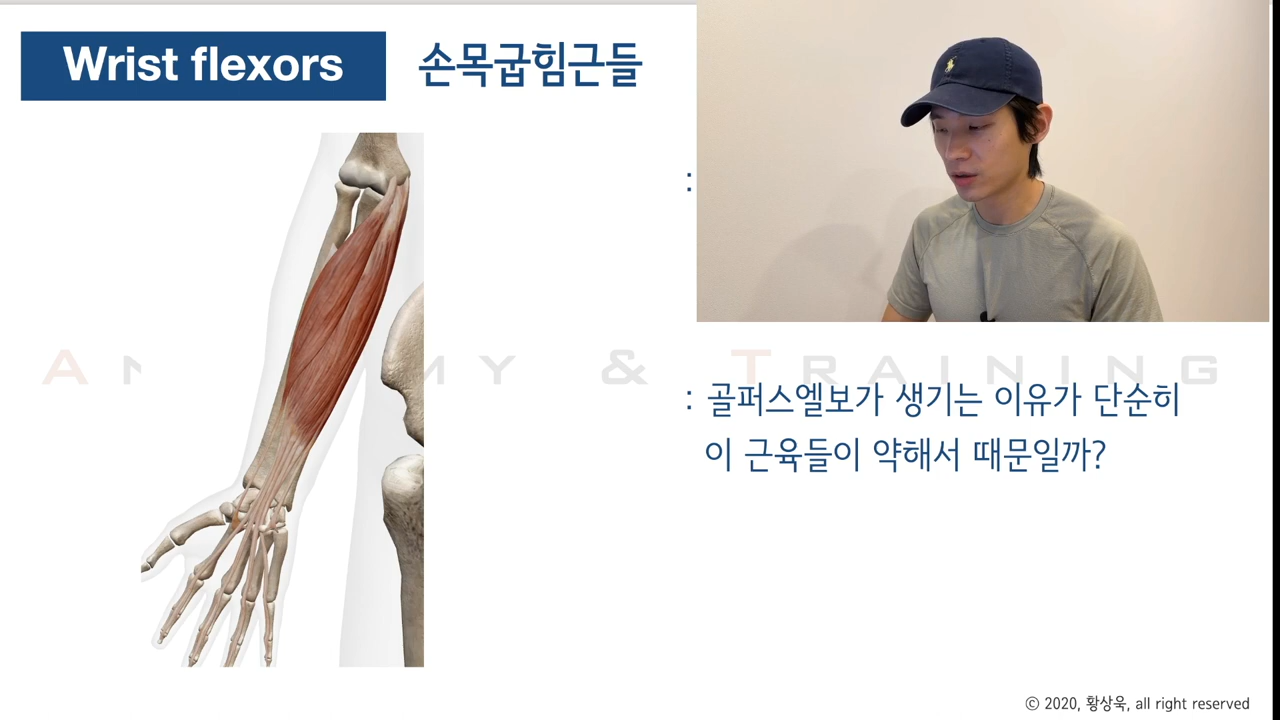 Wrist flexors
손목굽힘근들
:
: 골퍼스엘보가 생기는 이유가 단순히
이 근육들이 약해서 때문일까?
& TRAINING
© 2020, 황상욱, all right reserved